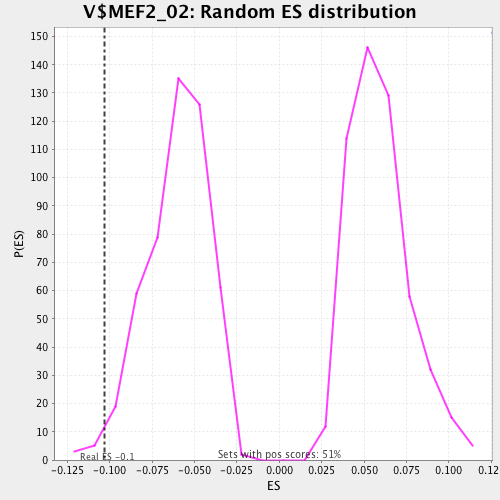 V$MEF2_02: Random ES distribution
150
140
130
120
110
100
90
80
70
60
50
40
30
20
10
0
P(ES)
Real ES -0.1
Sets with pos scores: 51%
-0.125 -0.100 -0.075 -0.050 -0.025 0.000 0.025 0.050 0.075 0.100 0.12
ES